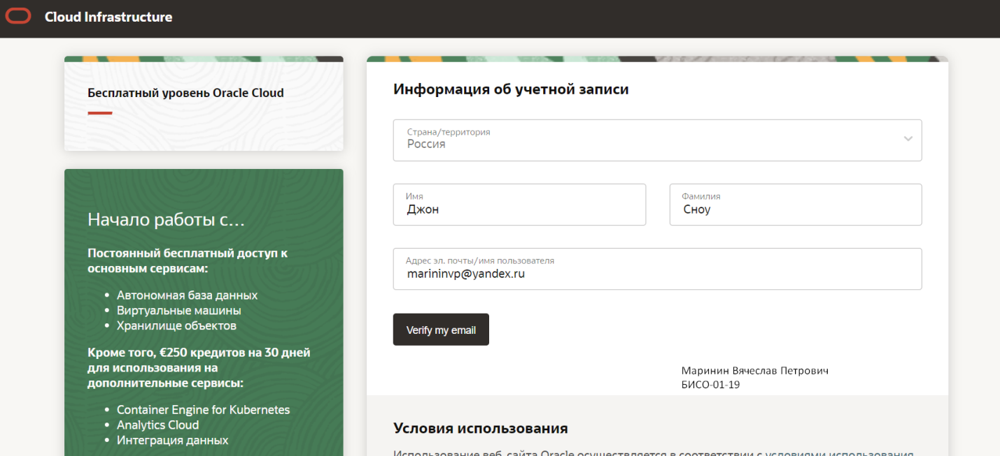 Cloud Infrastructure
Бесплатный уровень Oracle Cloud
Начало работы с...
Постоянный бесплатный доступ к
основным сервисам:
• Автономная база данных
• Виртуальные машины
• Хранилище объектов
Кроме того, €250 кредитов на 30 дней
для использования на
дополнительные сервисы:
• Container Engine for Kubernetes
• Analytics Cloud
• Интеграция данных
Информация об учетной записи
Страна/территория
Россия
Имя
Джон
Фамилия
Сноу
Адрес эл. почты/имя пользователя
marininvp@yandex.ru
Verify my email
Маринин Вячеслав Петрович
БИСО-01-19
Условия использования
Использование веб-сайта Oracle осуществляется в соответствии с условиями использования